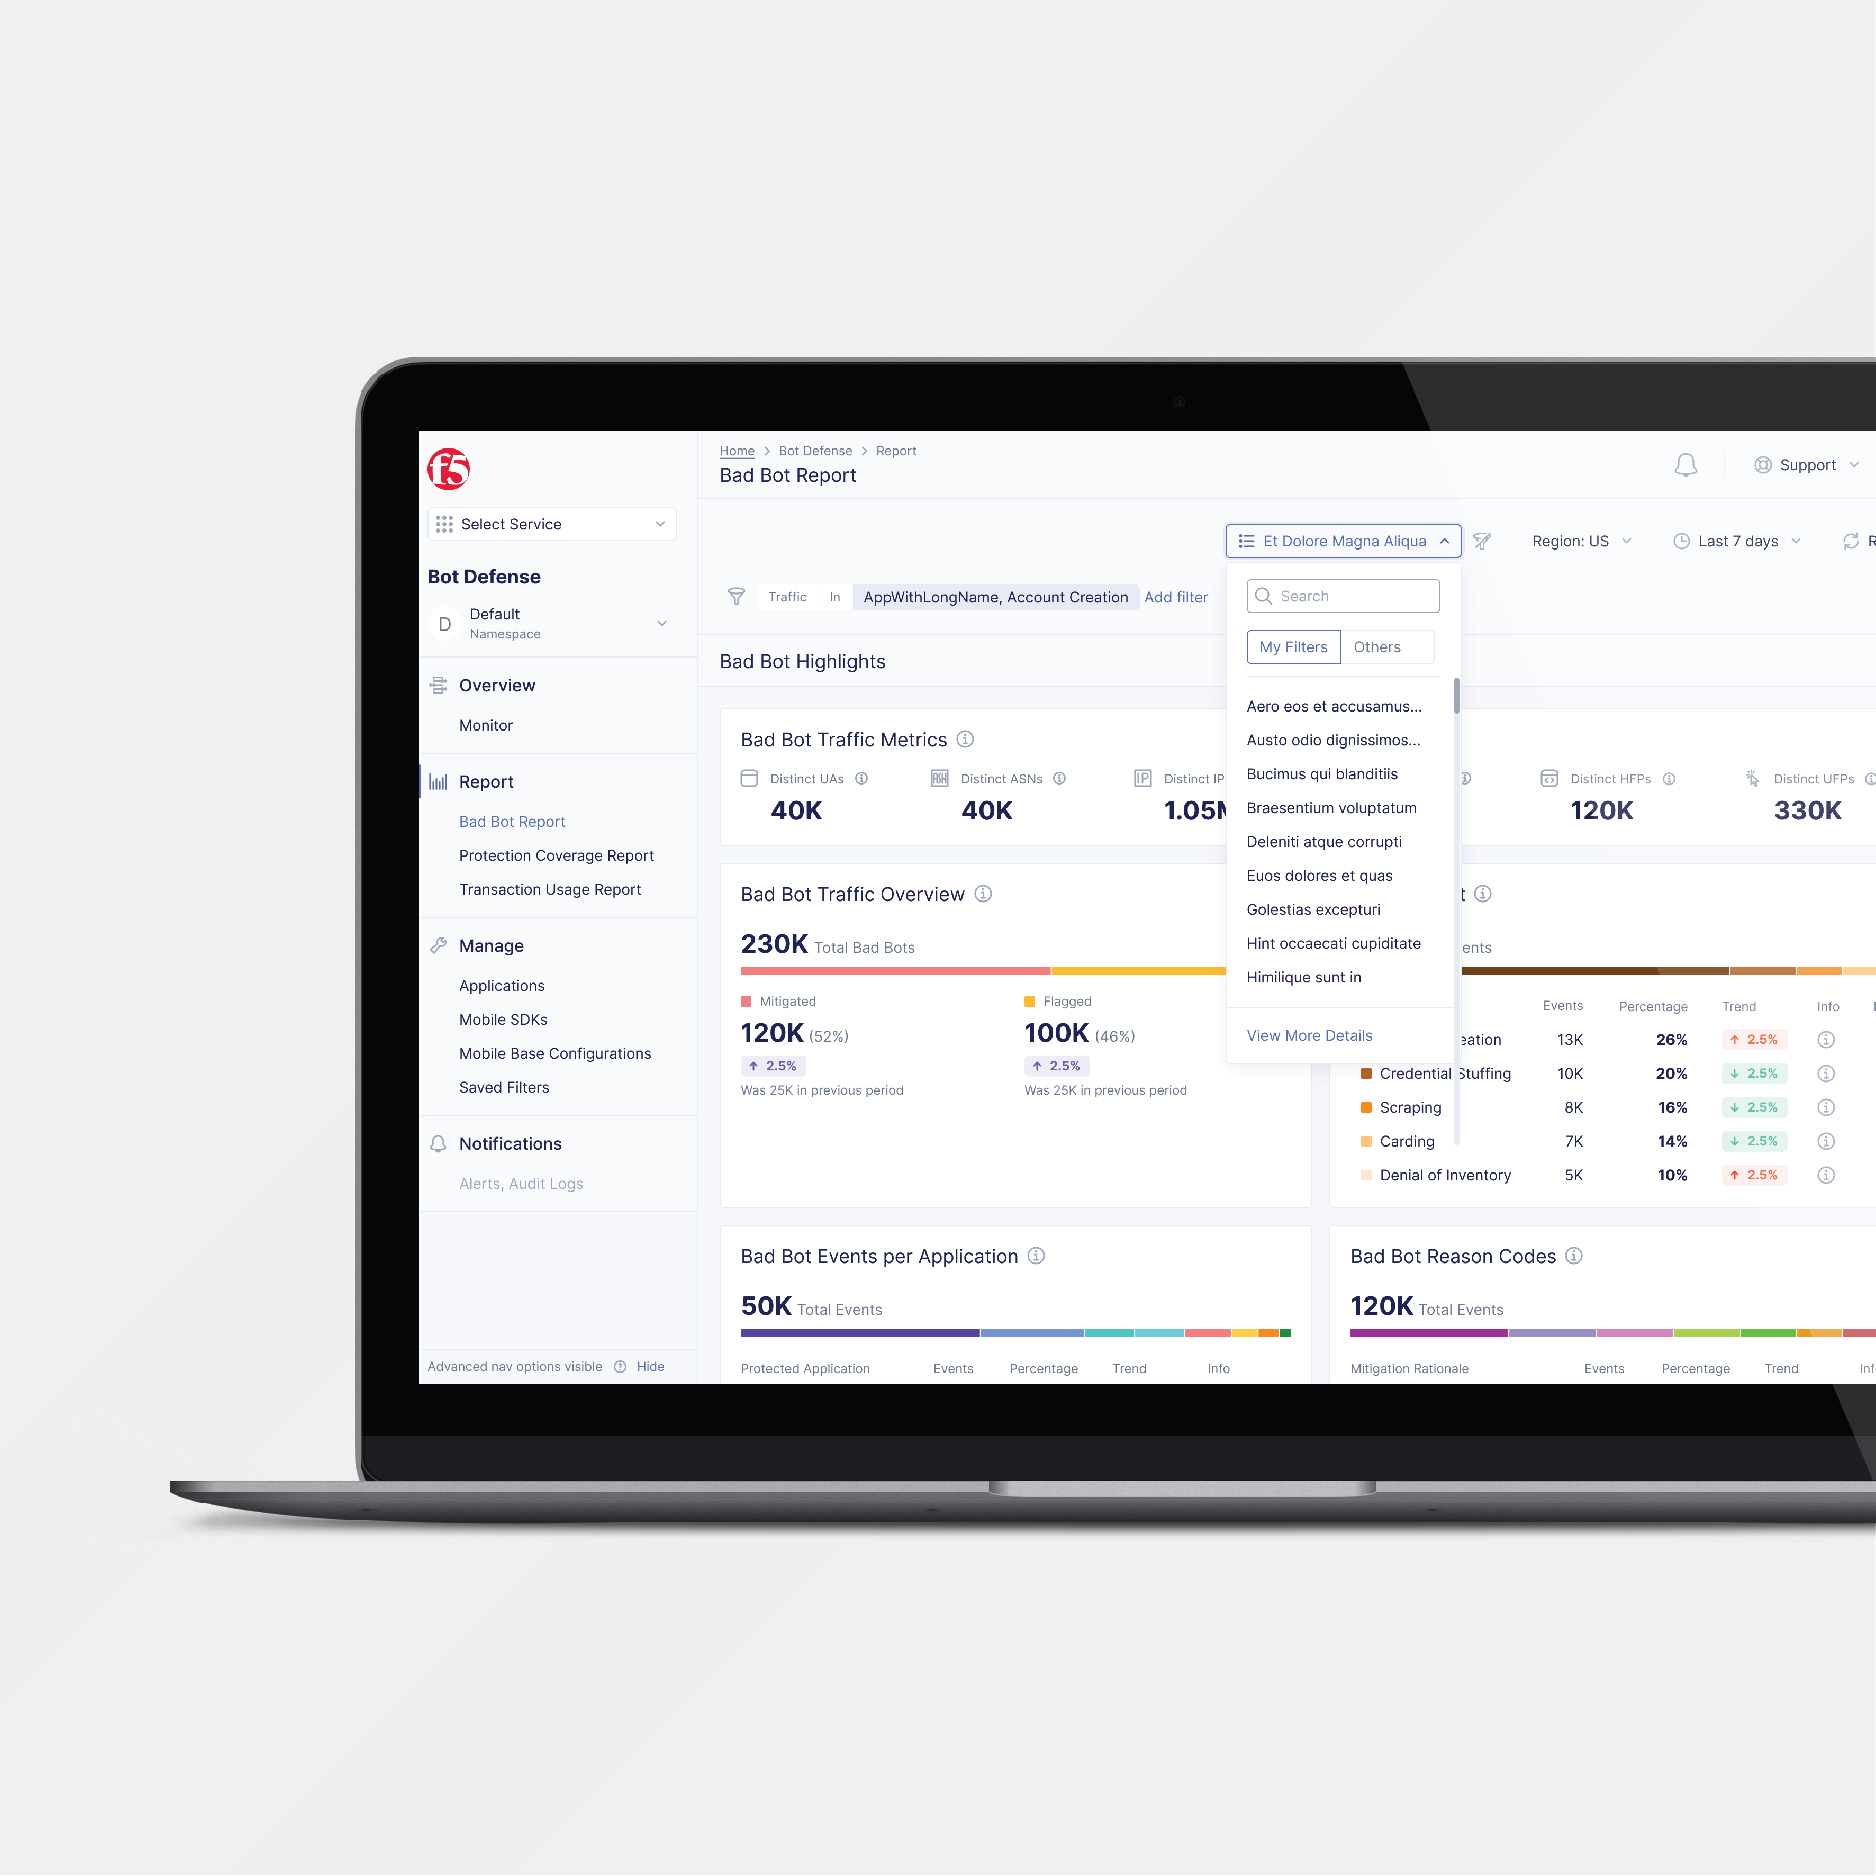 f5
Select Service
Bot Defense
D
Default
Namespace
Overview
Monitor
Report
Bad Bot Report
Protection Coverage Report
Transaction Usage Report
Manage
Applications
Mobile SDKs
Mobile Base Configurations
Saved Filters
Notifications
Alerts, Audit Logs
Advanced nav options visible Hide
Home > Bot Defense > Report
Bad Bot Report
Support
Et Dolore Magna Aliqua
Region: US
Last 7 days
Traffic In AppWithLongName, Account Creation Add filter
Search
My Filters Others
Aero eos et accusamus...
Austo odio dignissimos...
Bucimus qui blanditiis
Braesentium voluptatum
Deleniti atque corrupti
Euos dolores et quas
Golestias excepturi
Hint occaecati cupiditate
Himilique sunt in
View More Details
Bad Bot Highlights
Bad Bot Traffic Metrics
Distinct UAs
40K
ASN Distinct ASNs
40K
IP Distinct IP
1.05
Distinct HFPs
120K
Distinct UFPs
330K
Bad Bot Traffic Overview
230K Total Bad Bots
Mitigated
120K (52%)
2.5%
Was 25K in previous period
Flagged
100K (46%)
2.5%
Was 25K in previous period
Events Percentage Trend Info
13K 26% 2.5%
Credential Stuffing 10K 20% 2.5%
Scraping 8K 16% 2.5%
Carding 7K 14% 2.5%
Denial of Inventory 5K 10% 2.5%
Bad Bot Events per Application
50K Total Events
Protected Application Events Percentage Trend Info
Bad Bot Reason Codes
120K Total Events
Mitigation Rationale Events Percentage Trend